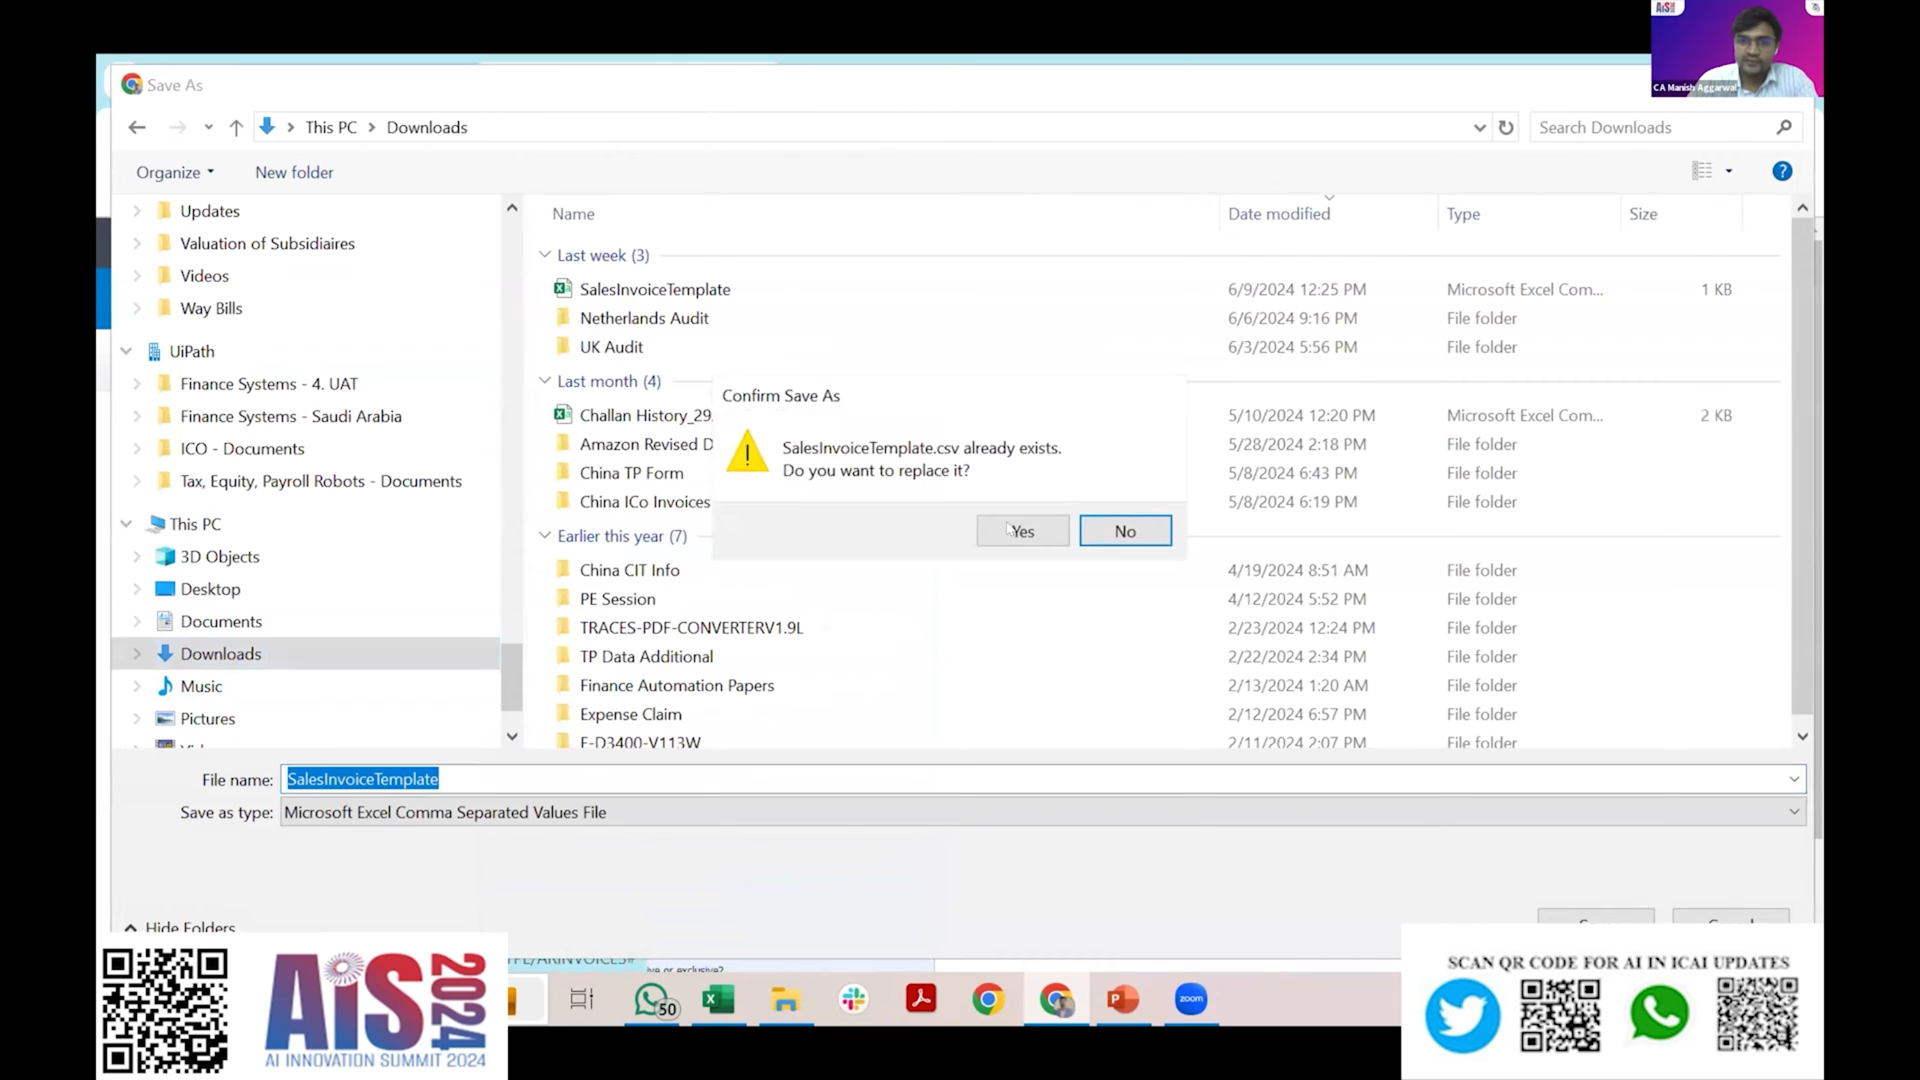 AiS
CA Manish Aggarwal
Save As
This PC
Downloads
Search Downloads
Organize
New folder
Updates
Valuation of Subsidiaires
Videos
Way Bills
UiPath
Finance Systems - 4. UAT
Finance Systems - Saudi Arabia
ICO - Documents
Tax, Equity, Payroll Robots - Documents
This PC
3D Objects
Desktop
Documents
Downloads
Music
Pictures
Name Date modified Type Size
Last week (3)
SalesInvoiceTemplate 6/9/2024 12:25 PM Microsoft Excel Com... 1 KB
Netherlands Audit 6/6/2024 9:16 PM File folder
UK Audit 6/3/2024 5:56 PM File folder
Last month (4)
Challan History_29 5/10/2024 12:20 PM Microsoft Excel Com... 2 KB
Amazon Revised D 5/28/2024 2:18 PM File folder
China TP Form 5/8/2024 6:43 PM File folder
China ICo Invoices 5/8/2024 6:19 PM File folder
Earlier this year (7)
China CIT Info 4/19/2024 8:51 AM File folder
PE Session 4/12/2024 5:52 PM File folder
TRACES-PDF-CONVERTERV1.9L 2/23/2024 12:24 PM File folder
TP Data Additional 2/22/2024 2:34 PM File folder
Finance Automation Papers 2/13/2024 1:20 AM File folder
Expense Claim 2/12/2024 6:57 PM File folder
F-D3400-V113W 2/11/2024 2:07 PM File folder
Confirm Save As
SalesInvoiceTemplate.csv already exists.
Do you want to replace it?
Yes
No
File name: SalesInvoiceTemplate
Save as type: Microsoft Excel Comma Separated Values File
Hide Folders
ive or exclusive?
AiS 2024
AI INNOVATION SUMMIT 2024
50
zoom
SCAN QR CODE FOR AI IN ICAI UPDATES